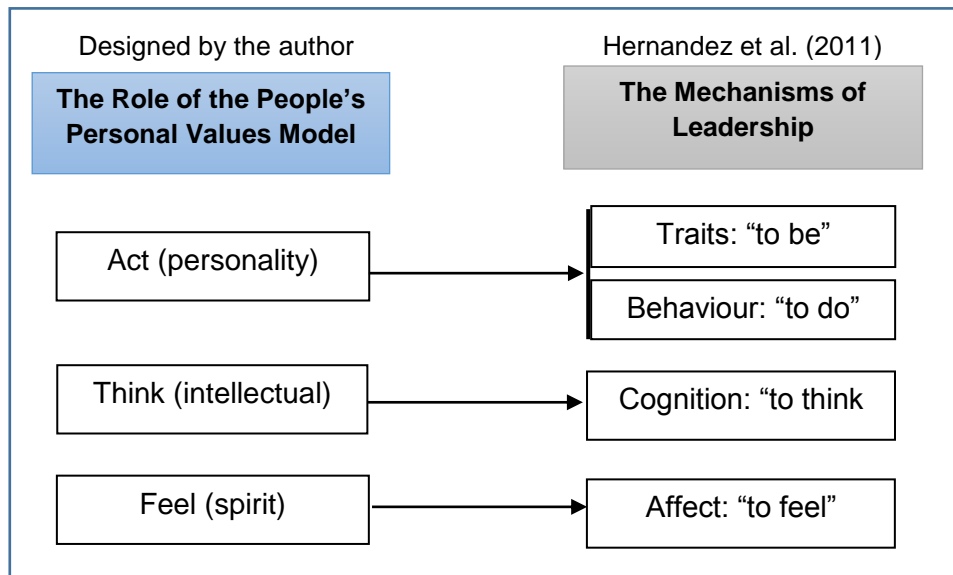 Designed by the author
Hernandez et al. (2011)
The Role of the People’s
Personal Values Model
The Mechanisms of
Leadership
Act (personality)
Traits: “to be”
Behaviour: “to do”
Think (intellectual)
Cognition: “to think
Feel (spirit)
Affect: “to feel”